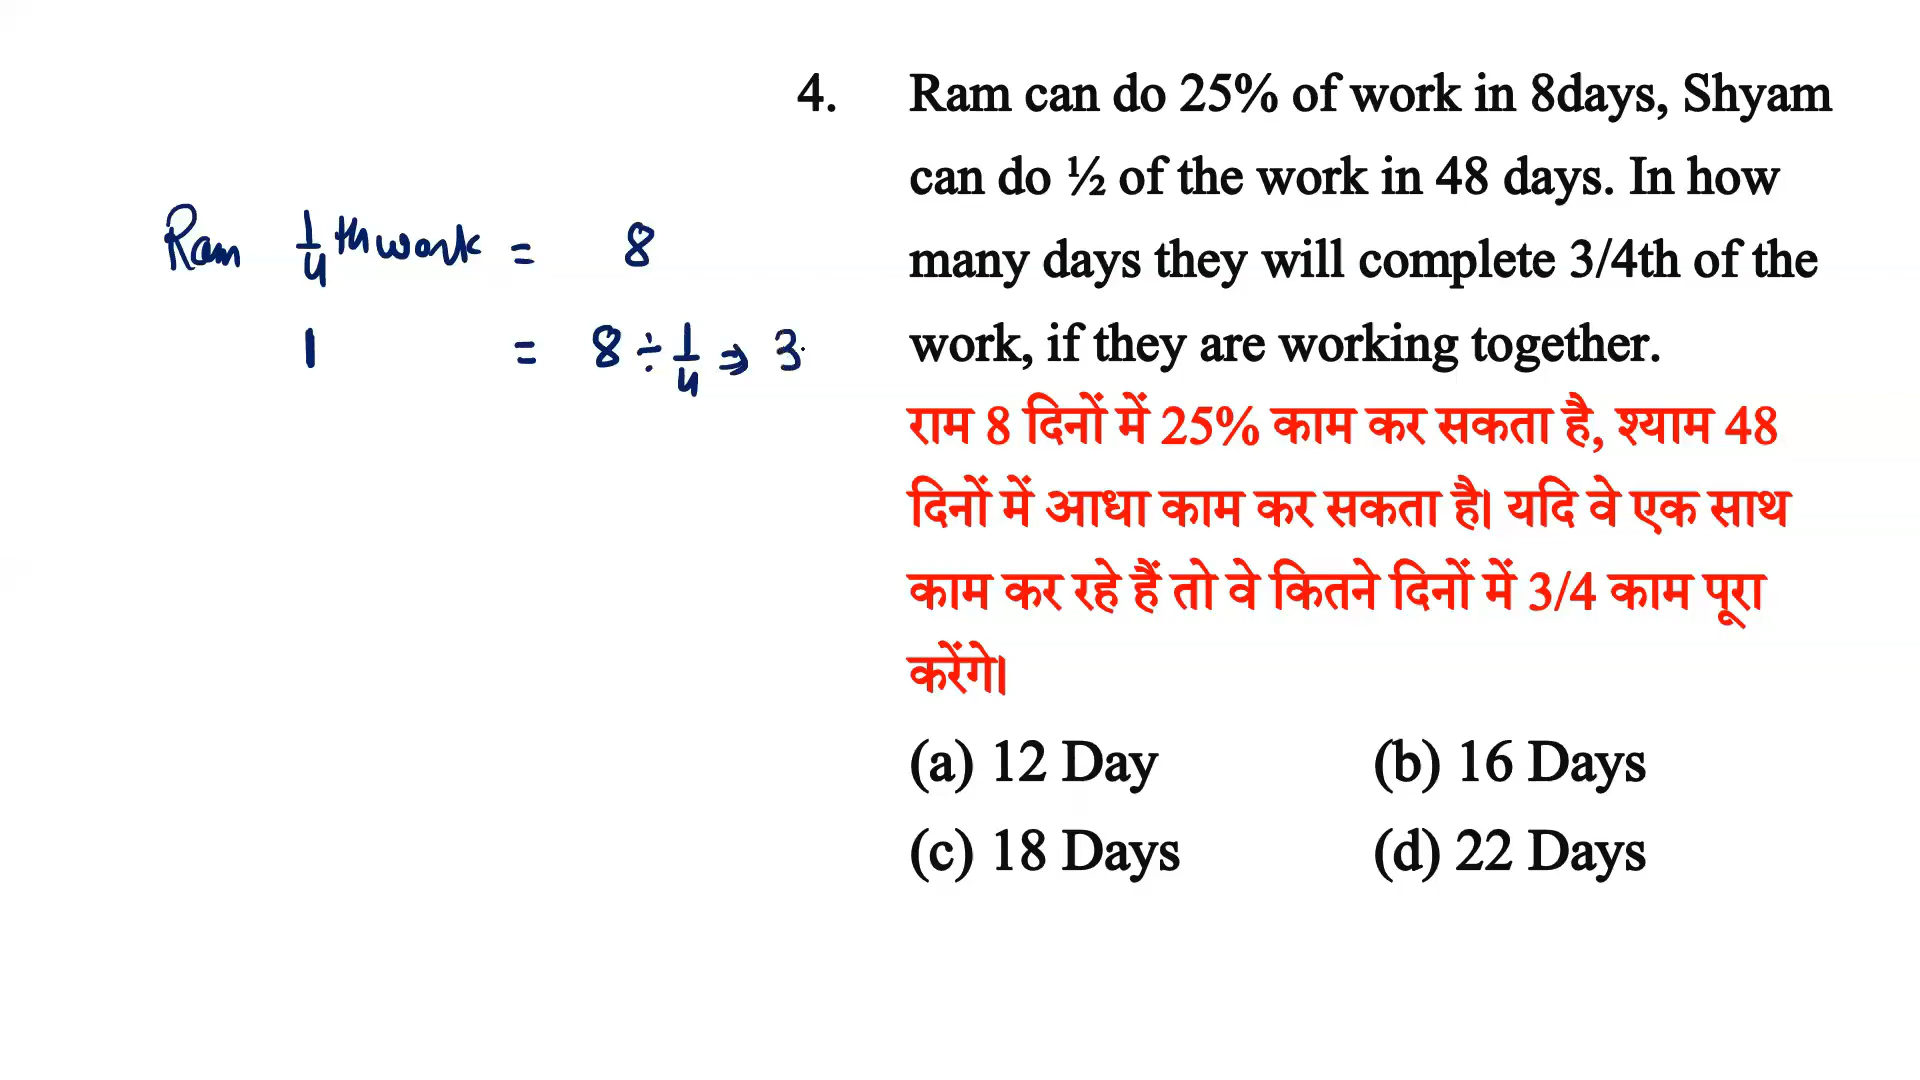 4. Ram can do 25% of work in 8days, Shyam
can do ½ of the work in 48 days. In how
many days they will complete 3/4th of the
work, if they are working together.
राम 8 दिनों में 25% काम कर सकता है, श्याम 48
दिनों में आधा काम कर सकता है। यदि वे एक साथ
काम कर रहे हैं तो वे कितने दिनों में 3/4 काम पूरा
करेंगे।
(a) 12 Day (b) 16 Days
(c) 18 Days (d) 22 Days
Ram 1/4 th work = 8
1 = 8 ÷ 1/4 ⇒ 3